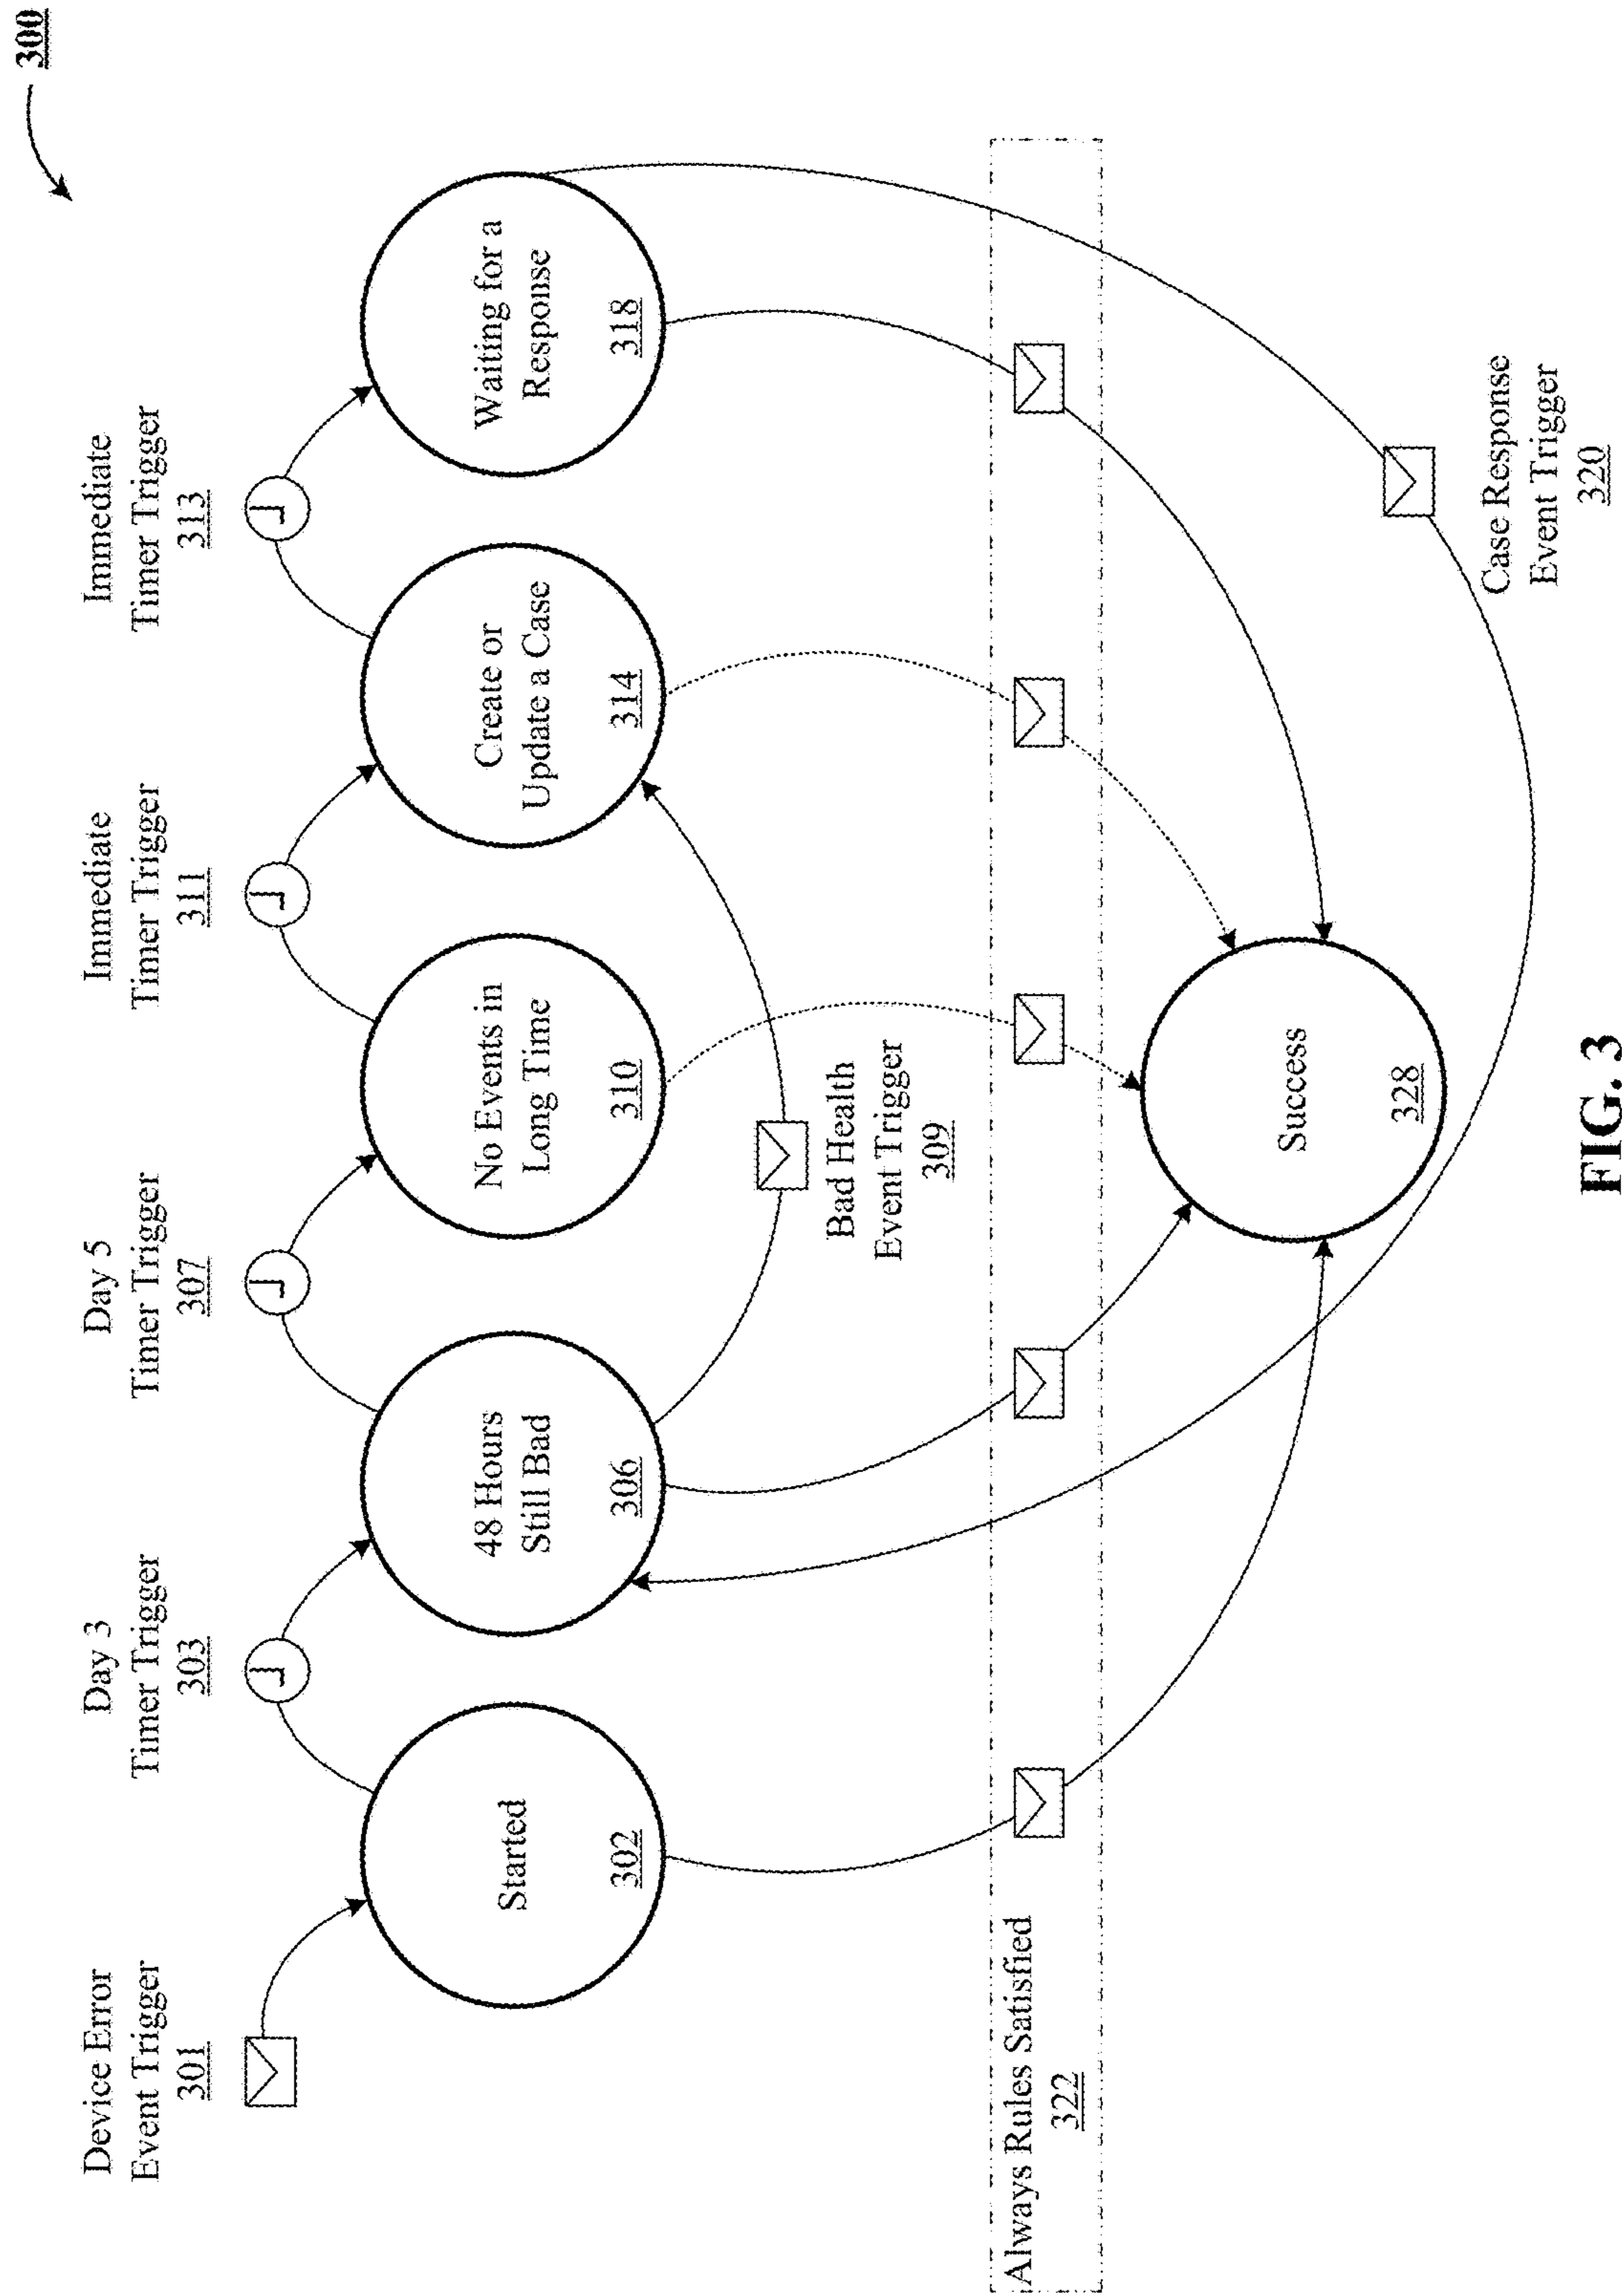 300
Device Error
Event Trigger
301
Day 3
Timer Trigger
303
Day 5
Timer Trigger
307
Immediate
Timer Trigger
311
Immediate
Timer Trigger
313
Started
302
48 Hours
Still Bad
306
No Events in
Long Time
310
Create or
Update a Case
314
Waiting for a
Response
318
Bad Health
Event Trigger
309
Always Rules Satisfied
322
Success
328
Case Response
Event Trigger
320
FIG. 3